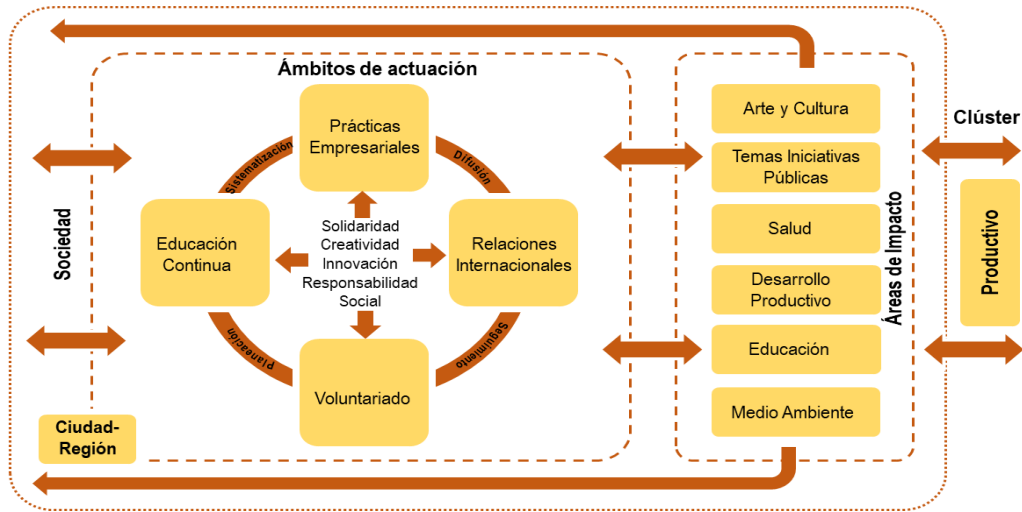 Ámbitos de actuación
Prácticas
Empresariales
Sistematización
Difusión
Educación
Continua
Solidaridad
Creatividad
Innovación
Responsabilidad
Social
Relaciones
Internacionales
Planeación
Seguimiento
Voluntariado
Sociedad
Ciudad-
Región
Arte y Cultura
Temas Iniciativas
Públicas
Salud
Desarrollo
Productivo
Educación
Medio Ambiente
Áreas de Impacto
Clúster
Productivo